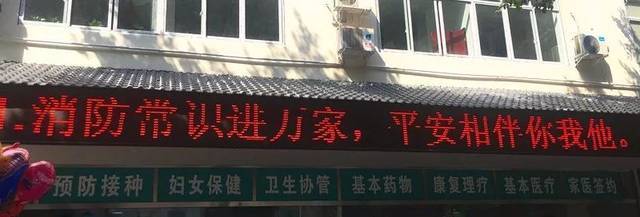 1.消防常识进万家，平安相伴你我他。
预防接种 妇女保健 卫生协管 基本药物 康复理疗 基本医疗 家医签约